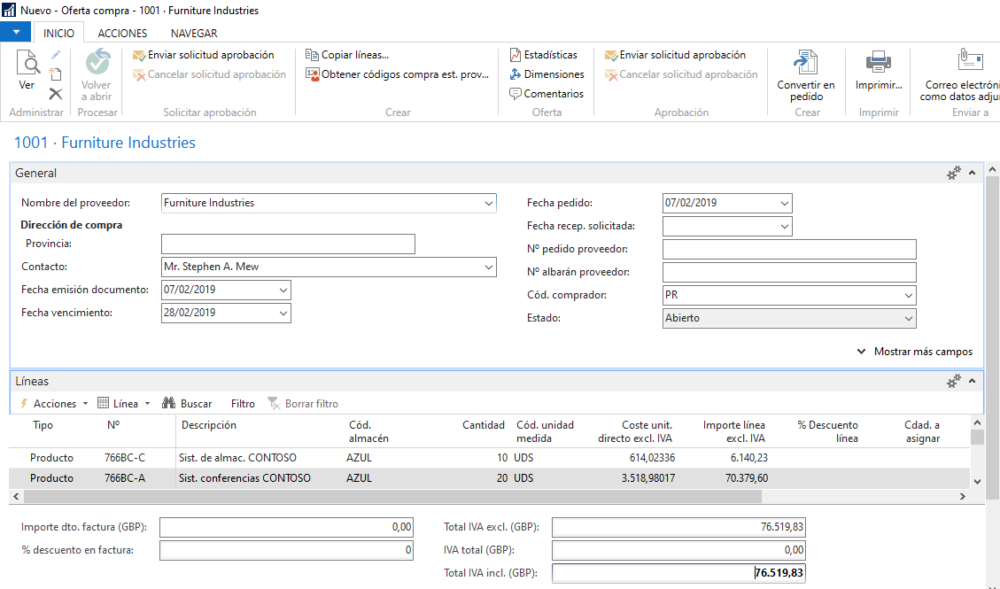 Nuevo - Oferta compra - 1001 · Furniture Industries
INICIO ACCIONES NAVEGAR
Ver
Administrar
Volver
a abrir
Procesar
Enviar solicitud aprobación
Cancelar solicitud aprobación
Solicitar aprobación
Copiar líneas...
Obtener códigos compra est. prov...
Crear
Estadísticas
Dimensiones
Comentarios
Oferta
Enviar solicitud aprobación
Cancelar solicitud aprobación
Aprobación
Convertir en
pedido
Crear
Imprimir...
Imprimir
Correo electróni
como datos adju
Enviar a
1001 · Furniture Industries
General
Nombre del proveedor: Furniture Industries
Dirección de compra
Provincia:
Contacto: Mr. Stephen A. Mew
Fecha emisión documento: 07/02/2019
Fecha vencimiento: 28/02/2019
Fecha pedido: 07/02/2019
Fecha recep. solicitada:
Nº pedido proveedor:
Nº albarán proveedor:
Cód. comprador: PR
Estado: Abierto
Mostrar más campos
Líneas
Acciones Línea Buscar Filtro Borrar filtro
Tipo Nº Descripción Cód. almacén Cantidad Cód. unidad medida Coste unit. directo excl. IVA Importe línea excl. IVA % Descuento línea Cdad. a asignar
Producto 766BC-C Sist. de almac. CONTOSO AZUL 10 UDS 614,02336 6.140,23
Producto 766BC-A Sist. conferencias CONTOSO AZUL 20 UDS 3.518,98017 70.379,60
Importe dto. factura (GBP): 0,00
% descuento en factura: 0
Total IVA excl. (GBP): 76.519,83
IVA total (GBP): 0,00
Total IVA incl. (GBP): 76.519,83